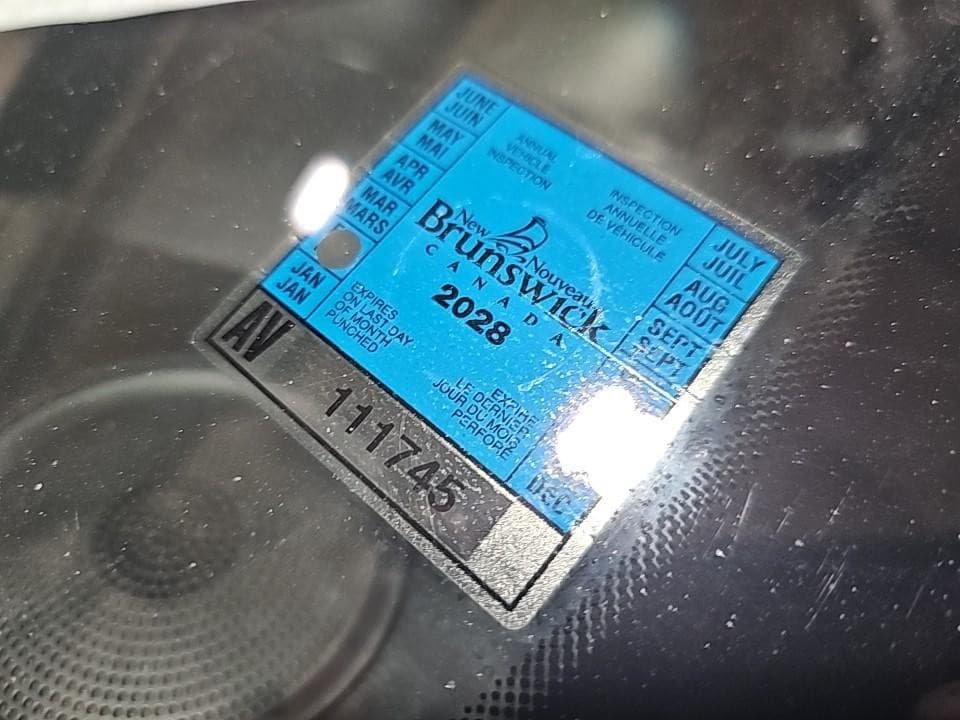 JUNE
JUIN
MAY
MAI
APR
AVR
MAR
MARS
JAN
JAN
ANNUAL
VEHICLE
INSPECTION
INSPECTION
ANNUELLE
DE VÉHICULE
New Nouveau
Brunswick
CANADA
2028
EXPIRES
ON LAST DAY
OF MONTH
PUNCHED
EXPIRE
LE DERNIER
JOUR DU MOIS
PERFORÉ
JULY
JUIL
AUG
AOÛT
SEPT
SEPT
DEC
AV
111745